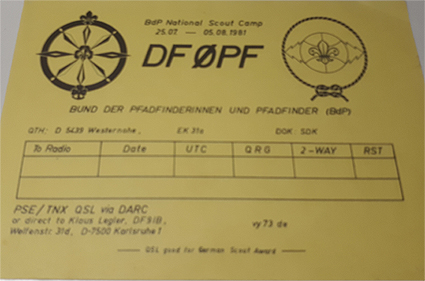 BdP National Scout Camp
25.07. — 05.08.1981
DFØPF
BUND DER PFADFINDERINNEN UND PFADFINDER (BdP)
QTH: D 5439 Westernohe, EK 31a DOK: SDK
To Radio Date UTC QRG 2-WAY RST
PSE/TNX QSL via DARC
or direct to Klaus Legler, DF9IB,
Welfenstr. 31d, D-7500 Karlsruhe 1
vy 73 de
QSL good for German Scout Award